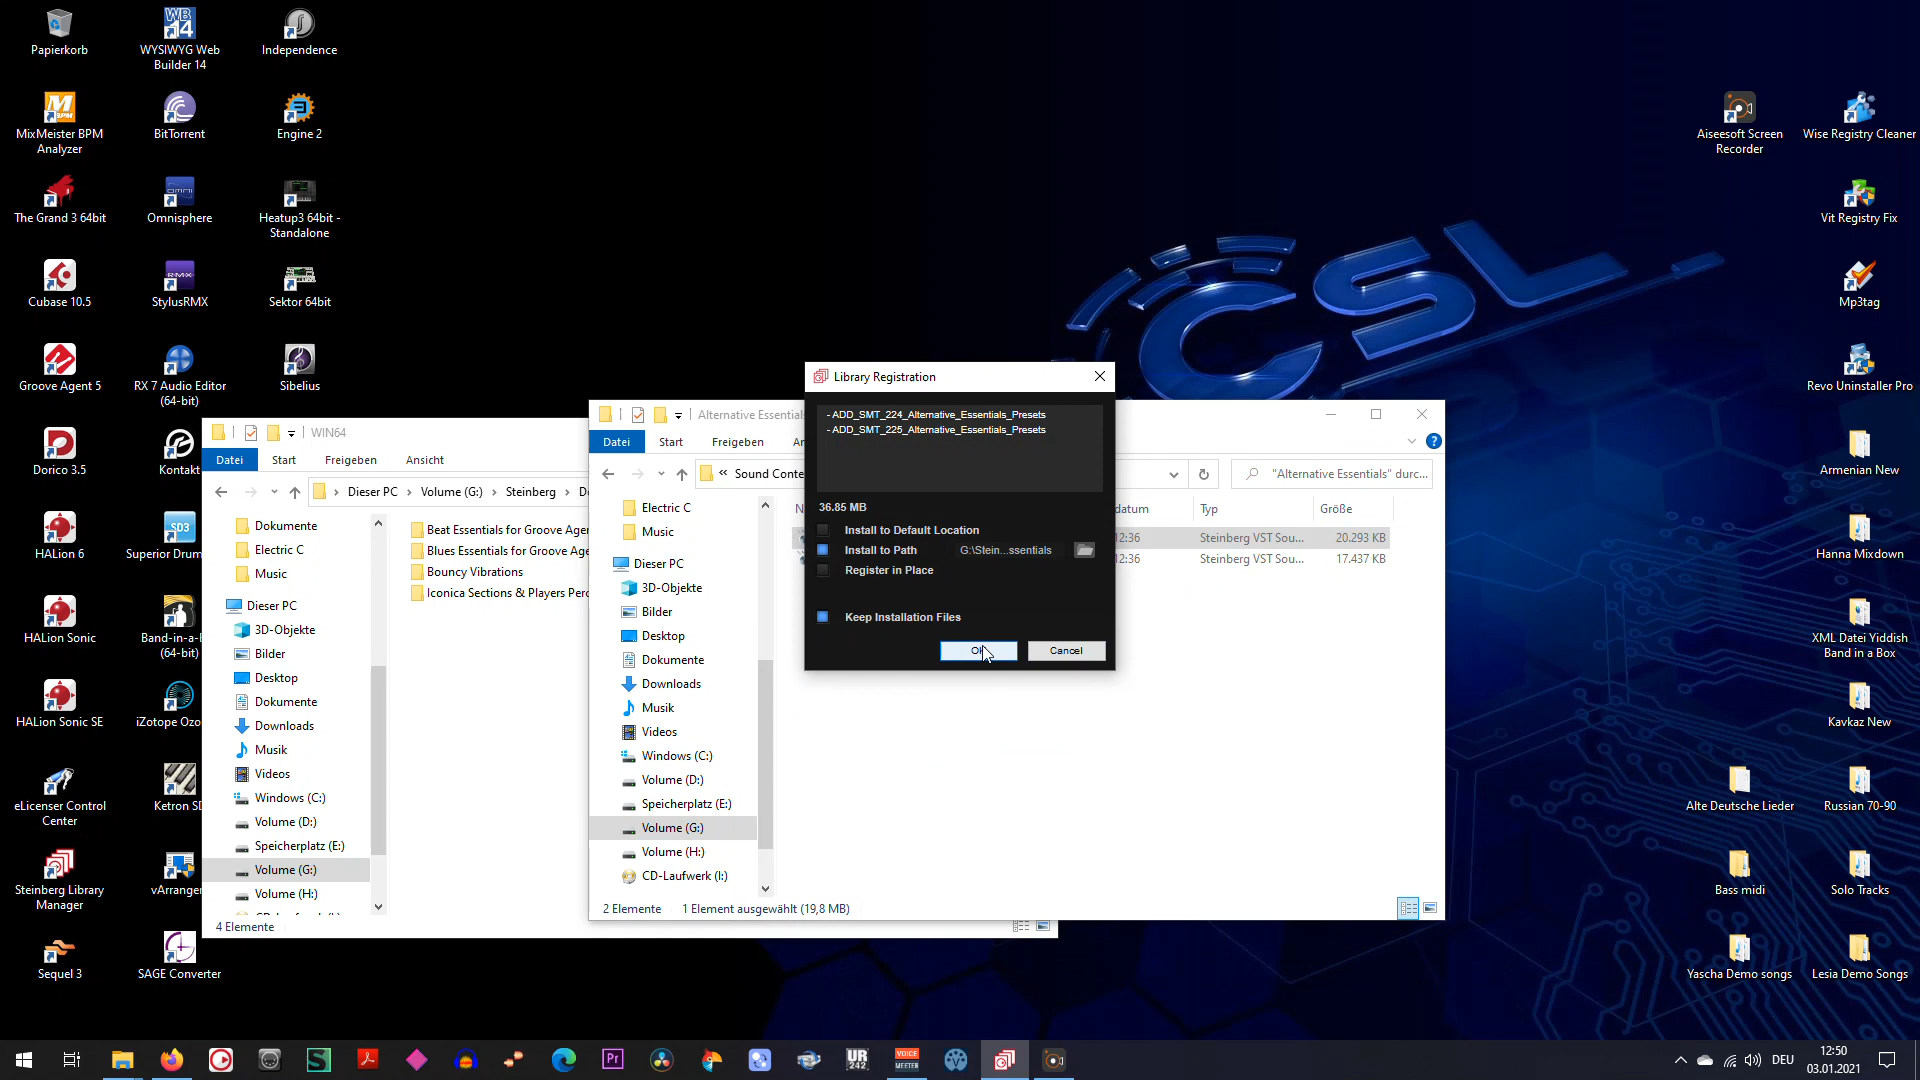 Papierkorb
WYSIWYG Web
Builder 14
Independence
MixMeister BPM
Analyzer
BitTorrent
Engine 2
The Grand 3 64bit
Omnisphere
Heatup3 64bit -
Standalone
Cubase 10.5
StylusRMX
Sektor 64bit
Groove Agent 5
RX 7 Audio Editor
(64-bit)
Sibelius
Dorico 3.5
Kontakt
HALion 6
Superior Drum
HALion Sonic
Band-in-a-B
(64-bit)
HALion Sonic SE
iZotope Ozo
eLicenser Control
Center
Ketron SD
Steinberg Library
Manager
vArranger
Sequel 3
SAGE Converter
Aiseesoft Screen
Recorder
Wise Registry Cleaner
Vit Registry Fix
Mp3tag
Revo Uninstaller Pro
Armenian New
Hanna Mixdown
XML Datei Yiddish
Band in a Box
Kavkaz New
Alte Deutsche Lieder
Russian 70-90
Bass midi
Solo Tracks
Yascha Demo songs
Lesia Demo Songs
CSL
WIN64
Datei Start Freigeben Ansicht
Dieser PC Volume (G:) Steinberg
Dokumente
Electric C
Music
Dieser PC
3D-Objekte
Bilder
Desktop
Dokumente
Downloads
Musik
Videos
Windows (C:)
Volume (D:)
Speicherplatz (E:)
Volume (G:)
Volume (H:)
Beat Essentials for Groove Age
Blues Essentials for Groove Age
Bouncy Vibrations
Iconica Sections & Players Perc
4 Elemente
Alternative Essentials
Datei Start Freigeben
« Sound Conte
"Alternative Essentials" durc...
datum Typ Größe
12:36 Steinberg VST Sou... 20.293 KB
12:36 Steinberg VST Sou... 17.437 KB
Electric C
Music
Dieser PC
3D-Objekte
Bilder
Desktop
Dokumente
Downloads
Musik
Videos
Windows (C:)
Volume (D:)
Speicherplatz (E:)
Volume (G:)
Volume (H:)
CD-Laufwerk (I:)
2 Elemente 1 Element ausgewählt (19,8 MB)
Library Registration
- ADD_SMT_224_Alternative_Essentials_Presets
- ADD_SMT_225_Alternative_Essentials_Presets
36.85 MB
Install to Default Location
Install to Path G:\Stein...ssentials
Register in Place
Keep Installation Files
Cancel
UR
242
VOICE
MEETER
DEU
12:50
03.01.2021